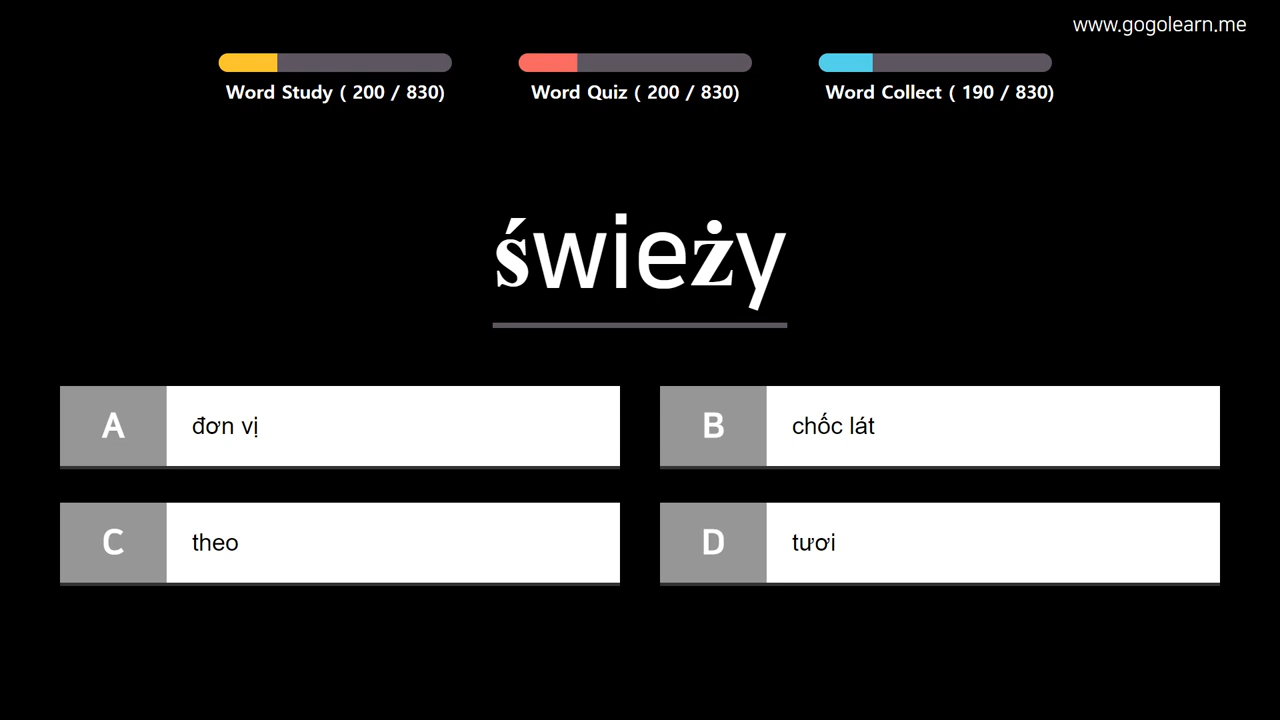 www.gogolearn.me
Word Study ( 200 / 830)
Word Quiz ( 200 / 830)
Word Collect ( 190 / 830)
świeży
A
đơn vị
B
chốc lát
C
theo
D
tươi